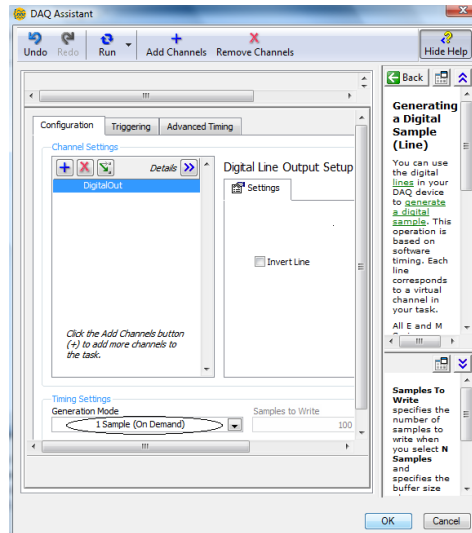 DAQ Assistant
Undo Redo Run Add Channels Remove Channels Hide Help
Configuration Triggering Advanced Timing
Channel Settings
Details
DigitalOut
Click the Add Channels button
(+) to add more channels to
the task.
Digital Line Output Setup
Settings
Invert Line
Timing Settings
Generation Mode
1 Sample (On Demand)
Samples to Write
100
Back
Generating
a Digital
Sample
(Line)
You can use
the digital
lines in your
DAQ device
to generate
a digital
sample. This
operation is
based on
software
timing. Each
line
corresponds
to a virtual
channel in
your task.
All E and M
Samples To
Write
specifies the
number of
samples to
write when
you select N
Samples
and
specifies the
buffer size
OK Cancel